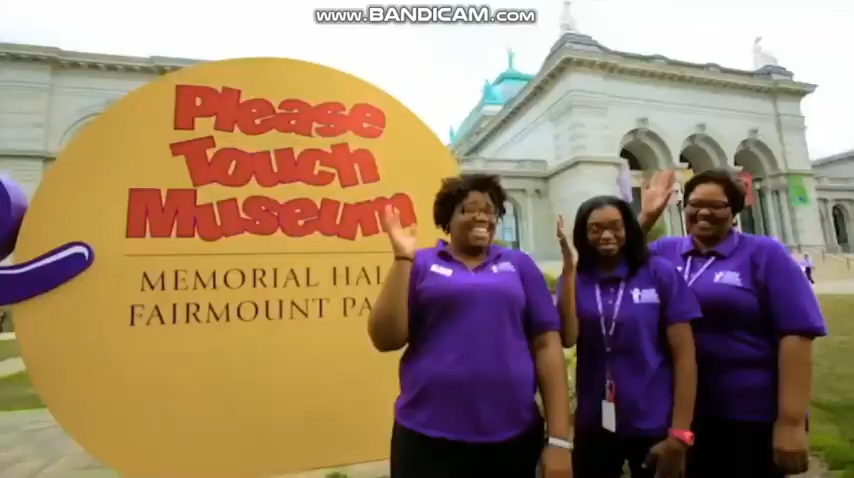 www.BANDICAM.com
Please
Touch
Museum
MEMORIAL HAL
FAIRMOUNT PA